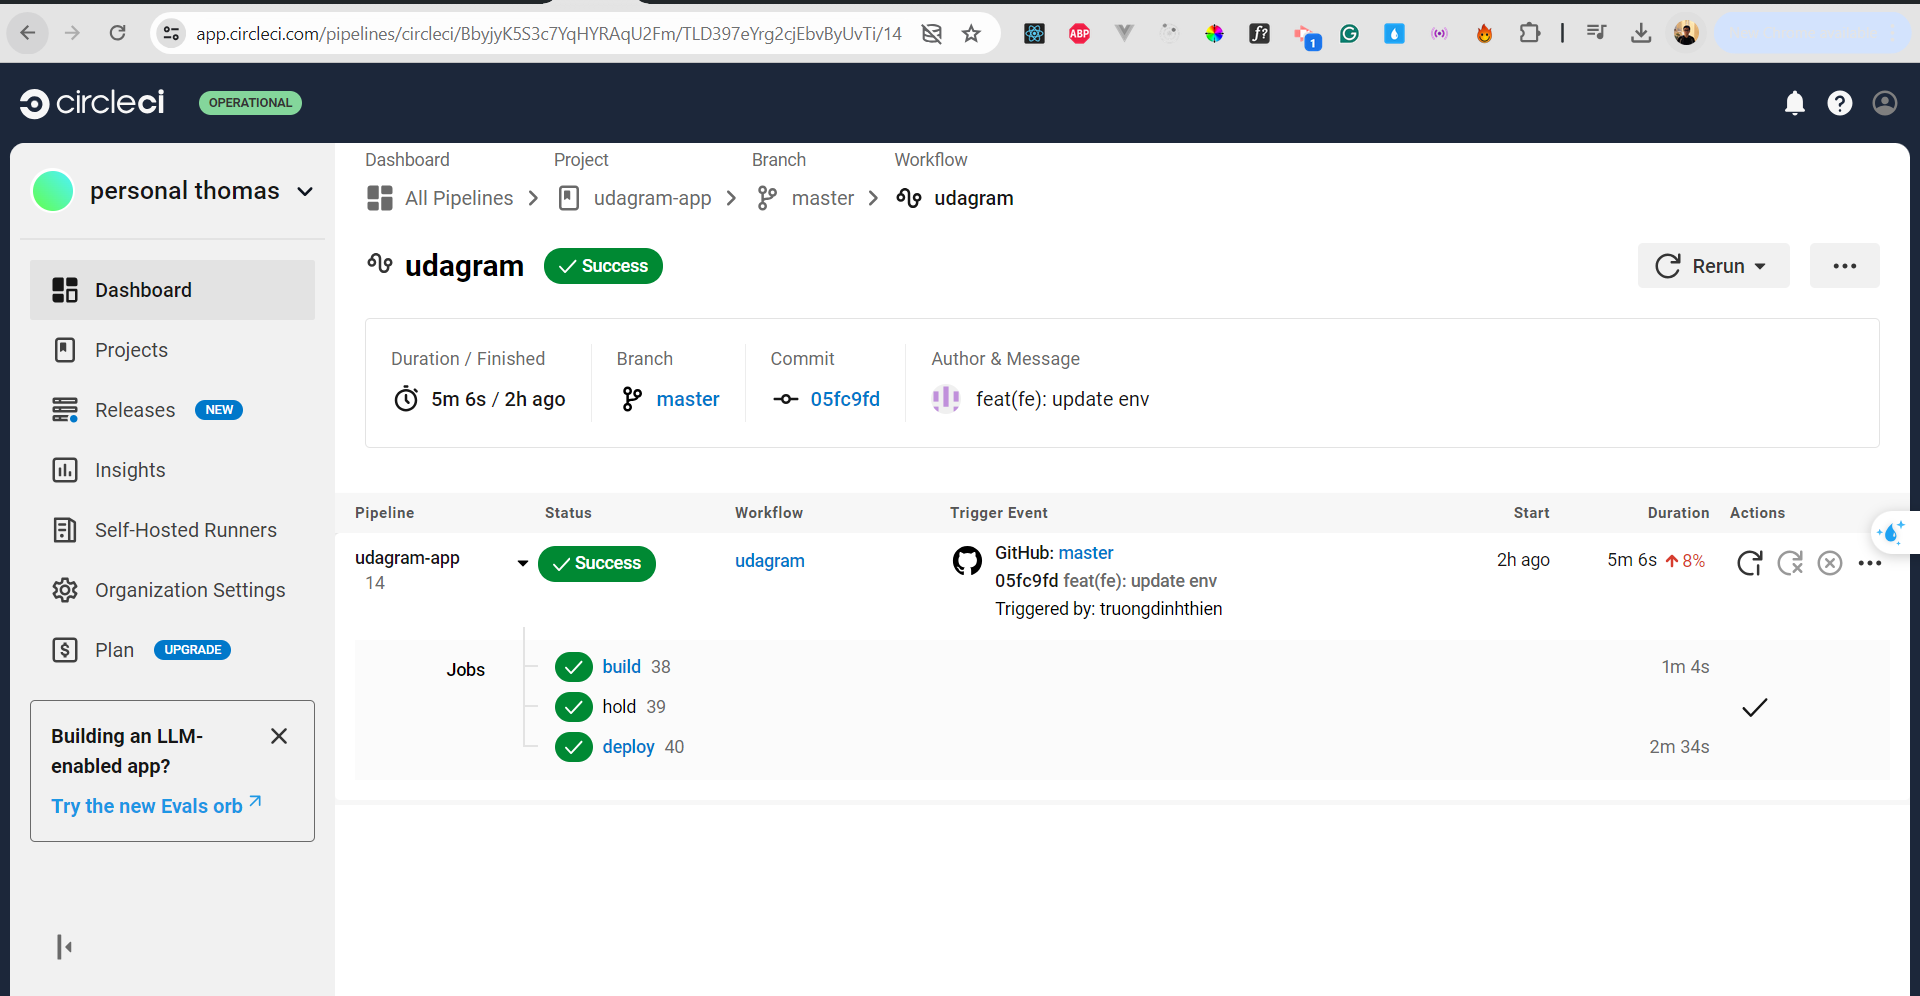 app.circleci.com/pipelines/circleci/BbyjyK5S3c7YqHYRAqU2Fm/TLD397eYrg2cjEbvByUvTi/14
ABP
f?
1
circleci
OPERATIONAL
personal thomas
Dashboard
Projects
Releases NEW
Insights
Self-Hosted Runners
Organization Settings
Plan UPGRADE
Building an LLM-
enabled app?
Try the new Evals orb
Dashboard Project Branch Workflow
All Pipelines udagram-app master udagram
udagram Success
Rerun
Duration / Finished Branch Commit Author & Message
5m 6s / 2h ago master 05fc9fd feat(fe): update env
Pipeline Status Workflow Trigger Event Start Duration Actions
udagram-app Success udagram GitHub: master 2h ago 5m 6s 8%
14 05fc9fd feat(fe): update env
Triggered by: truongdinhthien
Jobs
build 38 1m 4s
hold 39
deploy 40 2m 34s